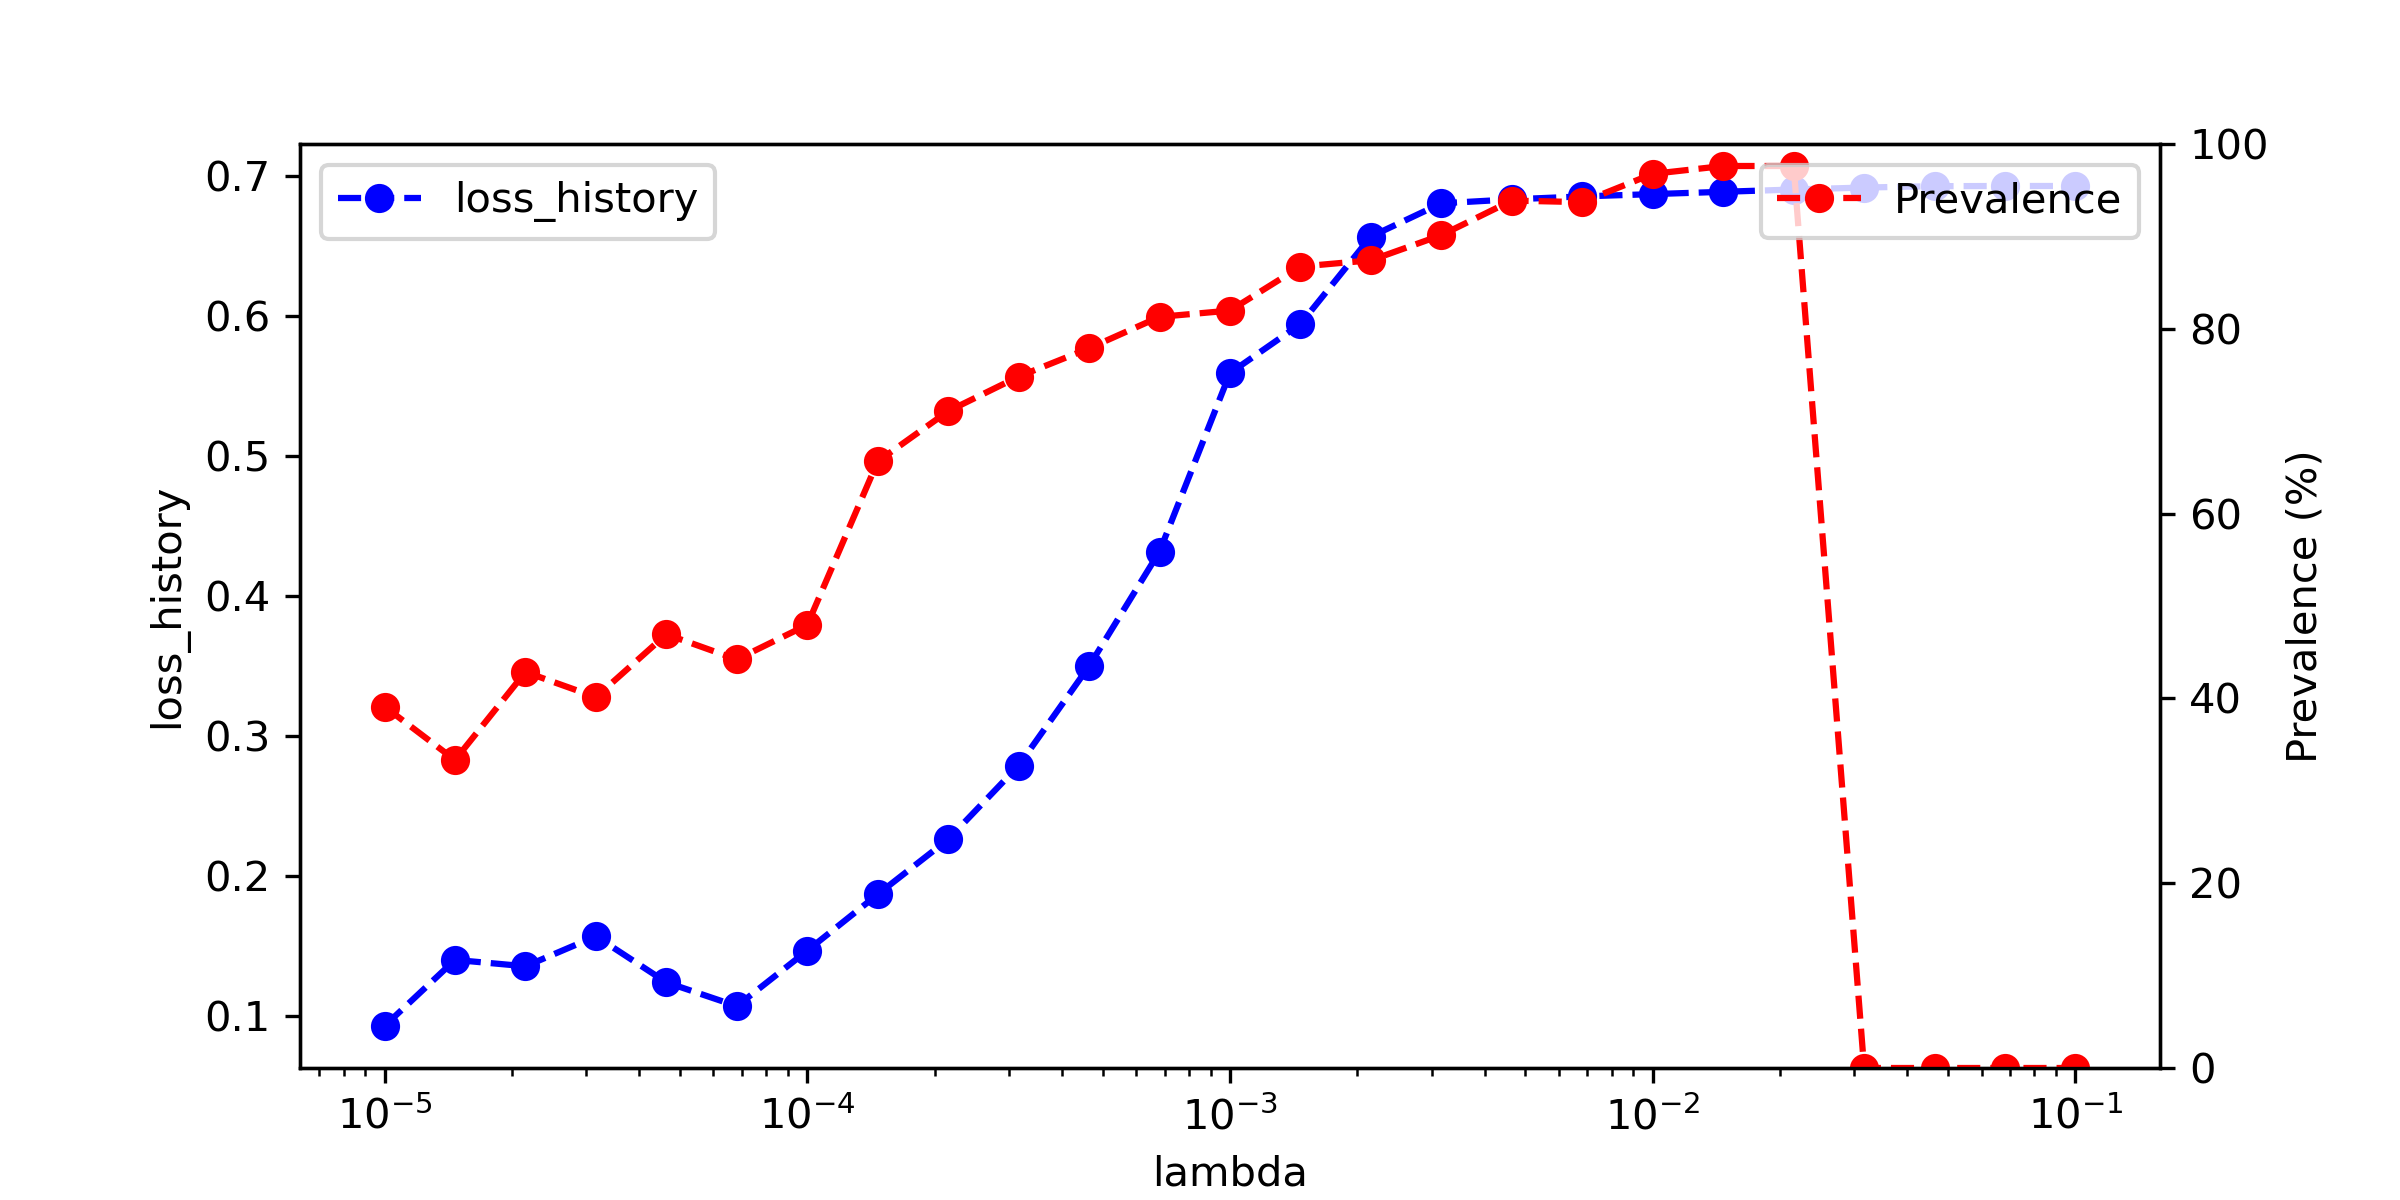 loss_history
Prevalence
0.7
0.6
0.5
0.4
0.3
0.2
0.1
loss_history
100
80
60
40
20
0
Prevalence (%)
10⁻⁵ 10⁻⁴ 10⁻³ 10⁻² 10⁻¹
lambda